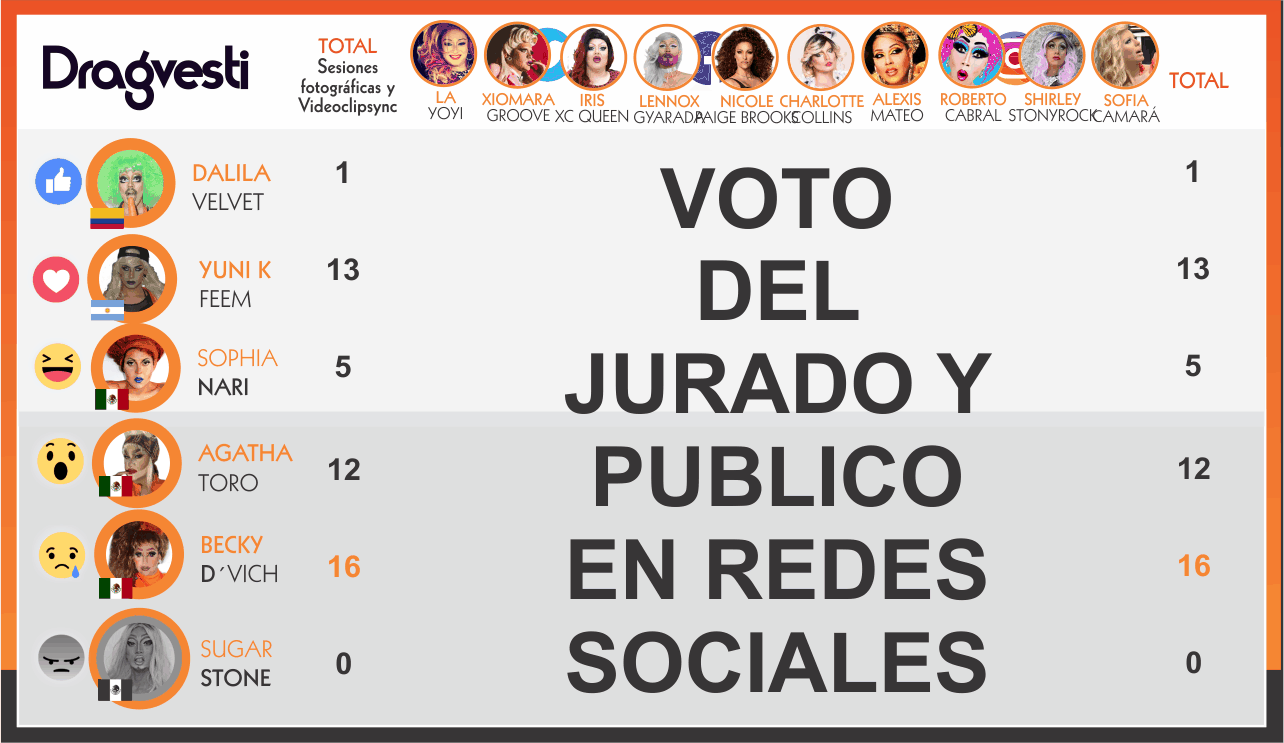 Dragvesti
TOTAL
Sesiones
fotográficas y
Videoclipsync
LA
YOYI
XIOMARA
GROOVE
IRIS
XC QUEEN
LENNOX
GYARADA
NICOLE
PAIGE BROOKS
CHARLOTTE
COLLINS
ALEXIS
MATEO
ROBERTO
CABRAL
SHIRLEY
STONYROCK
SOFIA
CAMARÁ
TOTAL
DALILA
VELVET
1
1
YUNI K
FEEM
13
13
SOPHIA
NARI
5
5
AGATHA
TORO
12
12
BECKY
D´VICH
16
16
SUGAR
STONE
0
0
VOTO
DEL
JURADO Y
PUBLICO
EN REDES
SOCIALES